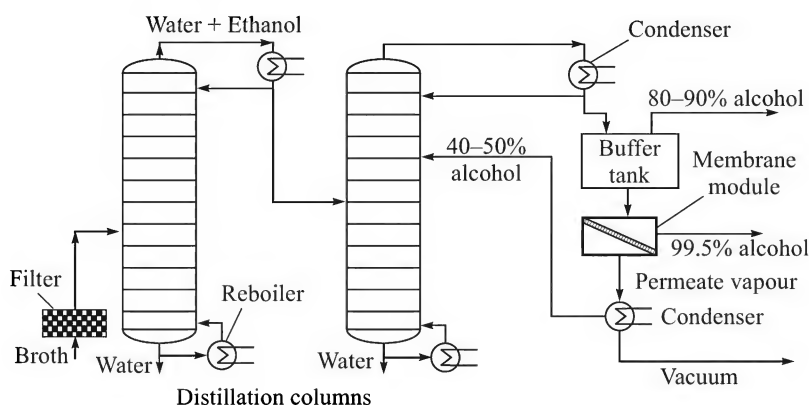 Water + Ethanol
Condenser
80–90% alcohol
40–50%
alcohol
Buffer
tank
Membrane
module
99.5% alcohol
Permeate vapour
Filter
Reboiler
Condenser
Broth
Water
Water
Vacuum
Distillation columns